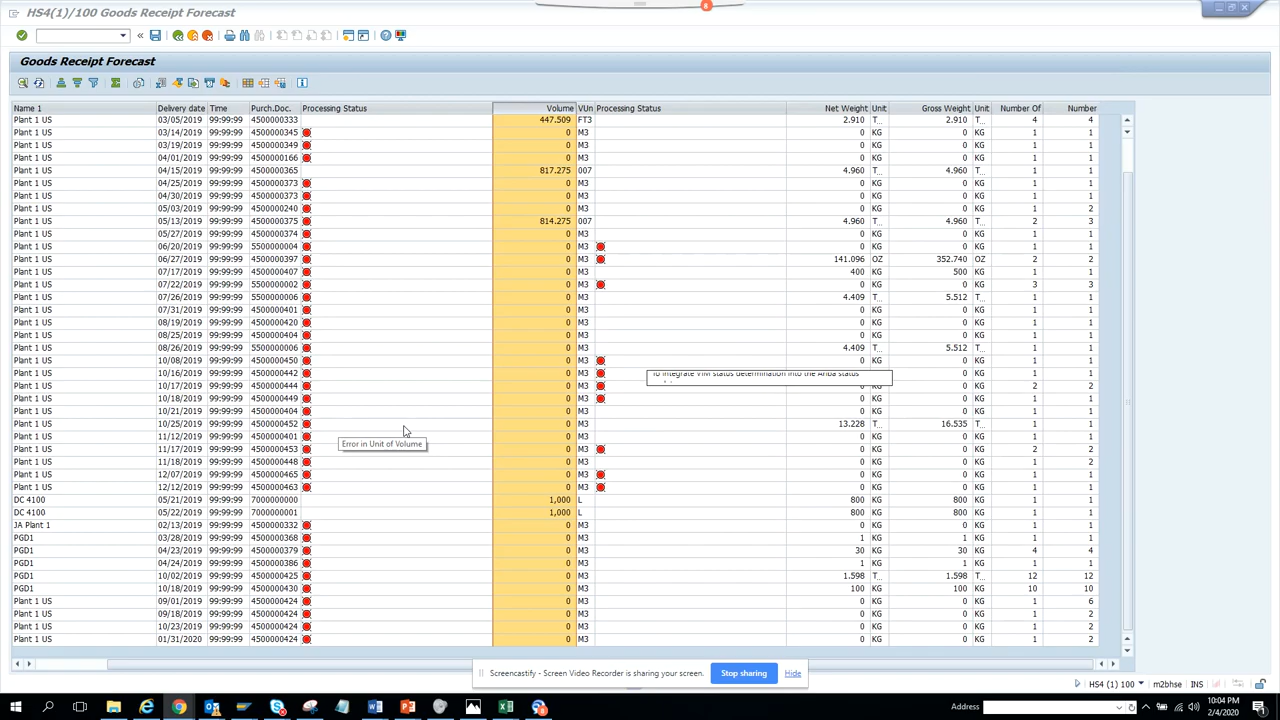 HS4(1)/100 Goods Receipt Forecast
8
Goods Receipt Forecast
Name 1 Delivery date Time Purch.Doc. Processing Status Volume VUn Processing Status Net Weight Unit Gross Weight Unit Number Of Number
Plant 1 US 03/05/2019 99:99:99 4500000333 447.509 FT3 2.910 T... 2.910 T... 4 4
Plant 1 US 03/14/2019 99:99:99 4500000345 0 M3 0 KG 0 KG 1 1
Plant 1 US 03/19/2019 99:99:99 4500000349 0 M3 0 KG 0 KG 1 1
Plant 1 US 04/01/2019 99:99:99 4500000166 0 M3 0 KG 0 KG 1 1
Plant 1 US 04/15/2019 99:99:99 4500000365 817.275 007 4.960 T... 4.960 T... 1 1
Plant 1 US 04/25/2019 99:99:99 4500000373 0 M3 0 KG 0 KG 1 1
Plant 1 US 04/30/2019 99:99:99 4500000373 0 M3 0 KG 0 KG 1 1
Plant 1 US 05/03/2019 99:99:99 4500000240 0 M3 0 KG 0 KG 1 2
Plant 1 US 05/13/2019 99:99:99 4500000375 814.275 007 4.960 T... 4.960 T... 2 3
Plant 1 US 05/27/2019 99:99:99 4500000374 0 M3 0 KG 0 KG 1 1
Plant 1 US 06/20/2019 99:99:99 5500000004 0 M3 0 KG 0 KG 1 1
Plant 1 US 06/27/2019 99:99:99 4500000397 0 M3 141.096 OZ 352.740 OZ 2 2
Plant 1 US 07/17/2019 99:99:99 4500000407 0 M3 400 KG 500 KG 1 1
Plant 1 US 07/22/2019 99:99:99 5500000002 0 M3 0 KG 0 KG 3 3
Plant 1 US 07/26/2019 99:99:99 5500000006 0 M3 4.409 T... 5.512 T... 1 1
Plant 1 US 07/31/2019 99:99:99 4500000401 0 M3 0 KG 0 KG 1 1
Plant 1 US 08/19/2019 99:99:99 4500000420 0 M3 0 KG 0 KG 1 1
Plant 1 US 08/25/2019 99:99:99 4500000404 0 M3 0 KG 0 KG 1 1
Plant 1 US 08/26/2019 99:99:99 5500000006 0 M3 4.409 T... 5.512 T... 1 1
Plant 1 US 10/08/2019 99:99:99 4500000450 0 M3 0 KG 0 KG 1 1
Plant 1 US 10/16/2019 99:99:99 4500000442 0 M3 To integrate VIM status determination into the Ariba status 1 1
Plant 1 US 10/17/2019 99:99:99 4500000444 0 M3 0 KG 0 KG 2 2
Plant 1 US 10/18/2019 99:99:99 4500000449 0 M3 0 KG 0 KG 1 1
Plant 1 US 10/21/2019 99:99:99 4500000404 0 M3 0 KG 0 KG 1 1
Plant 1 US 10/25/2019 99:99:99 4500000452 0 M3 13.228 T... 16.535 T... 1 1
Plant 1 US 11/12/2019 99:99:99 4500000401 0 M3 0 KG 0 KG 1 1
Error in Unit of Volume
Plant 1 US 11/17/2019 99:99:99 4500000453 0 M3 0 KG 0 KG 2 2
Plant 1 US 11/18/2019 99:99:99 4500000448 0 M3 0 KG 0 KG 1 2
Plant 1 US 12/07/2019 99:99:99 4500000465 0 M3 0 KG 0 KG 1 1
Plant 1 US 12/12/2019 99:99:99 4500000463 0 M3 0 KG 0 KG 1 1
DC 4100 05/21/2019 99:99:99 7000000000 1,000 L 800 KG 800 KG 1 1
DC 4100 05/22/2019 99:99:99 7000000001 1,000 L 800 KG 800 KG 1 1
JA Plant 1 02/13/2019 99:99:99 4500000332 0 M3 0 KG 0 KG 1 1
PGD1 03/28/2019 99:99:99 4500000368 0 M3 1 KG 1 KG 1 1
PGD1 04/23/2019 99:99:99 4500000379 0 M3 30 KG 30 KG 4 4
PGD1 04/24/2019 99:99:99 4500000386 0 M3 1 KG 1 KG 1 1
PGD1 10/02/2019 99:99:99 4500000425 0 M3 1.598 T... 1.598 T... 12 12
PGD1 10/18/2019 99:99:99 4500000430 0 M3 100 KG 100 KG 10 10
Plant 1 US 09/01/2019 99:99:99 4500000424 0 M3 0 KG 0 KG 1 6
Plant 1 US 09/18/2019 99:99:99 4500000424 0 M3 0 KG 0 KG 1 2
Plant 1 US 10/23/2019 99:99:99 4500000424 0 M3 0 KG 0 KG 1 2
Plant 1 US 01/31/2020 99:99:99 4500000424 0 M3 0 KG 0 KG 1 2
Screencastify - Screen Video Recorder is sharing your screen. Stop sharing Hide
HS4 (1) 100 m2bhse INS
Address
10:04 PM
2/4/2020